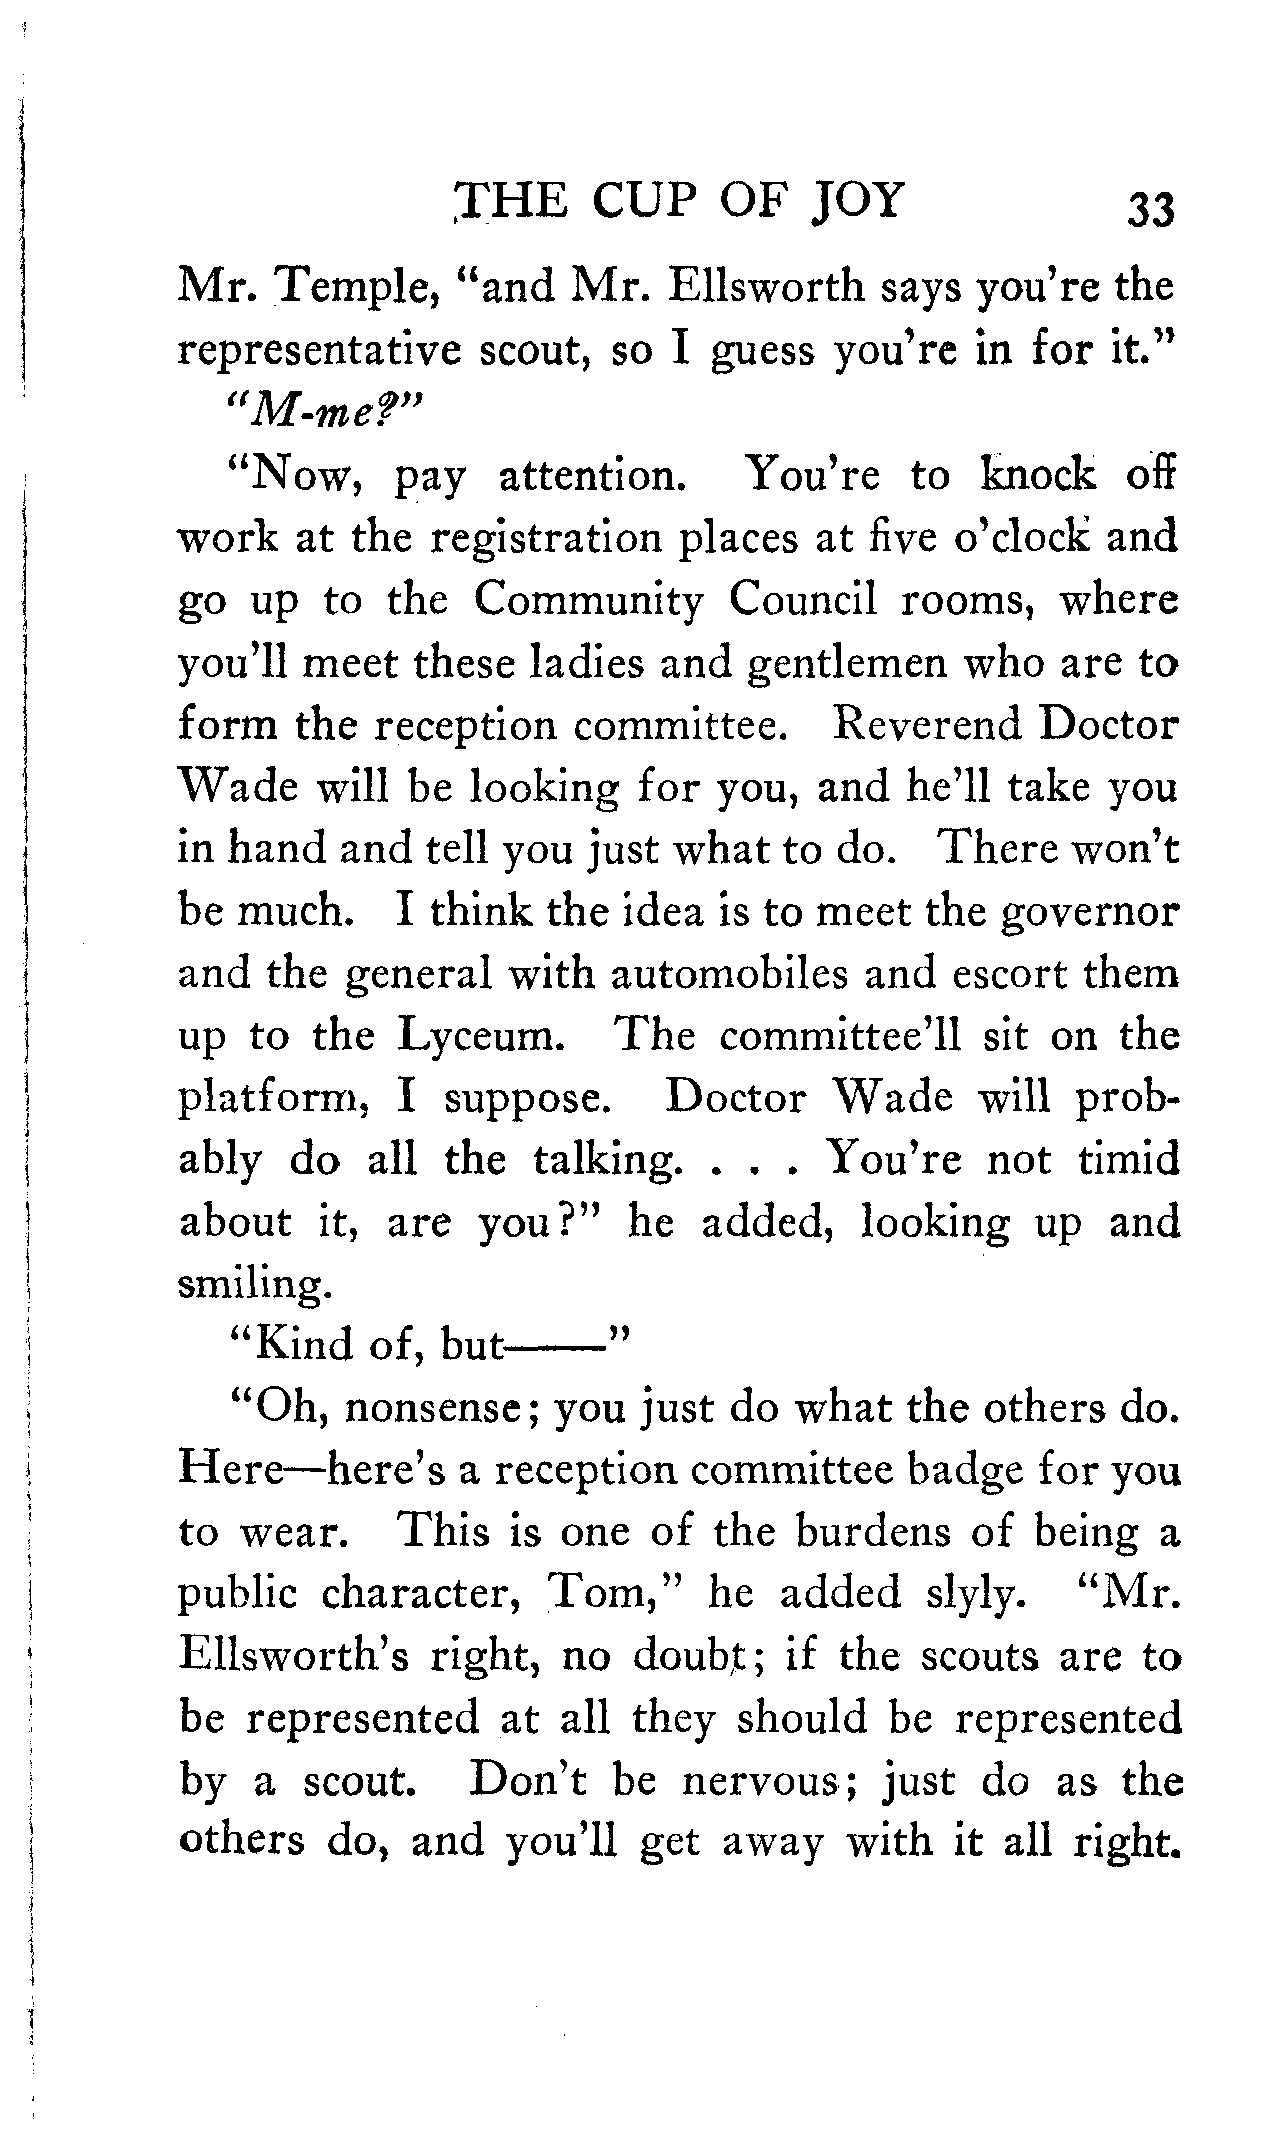 THE CUP OF JOY 33
Mr. Temple, "and Mr. Ellsworth says you're the
representative scout, so I guess you're in for it."
"M-me?"
"Now, pay attention. You're to knock off
work at the registration places at five o'clock and
go up to the Community Council rooms, where
you'll meet these ladies and gentlemen who are to
form the reception committee. Reverend Doctor
Wade will be looking for you, and he'll take you
in hand and tell you just what to do. There won't
be much. I think the idea is to meet the governor
and the general with automobiles and escort them
up to the Lyceum. The committee'll sit on the
platform, I suppose. Doctor Wade will prob-
ably do all the talking. . . . You're not timid
about it, are you?" he added, looking up and
smiling.
"Kind of, but——"
"Oh, nonsense; you just do what the others do.
Here—here's a reception committee badge for you
to wear. This is one of the burdens of being a
public character, Tom," he added slyly. "Mr.
Ellsworth's right, no doubt; if the scouts are to
be represented at all they should be represented
by a scout. Don't be nervous; just do as the
others do, and you'll get away with it all right.